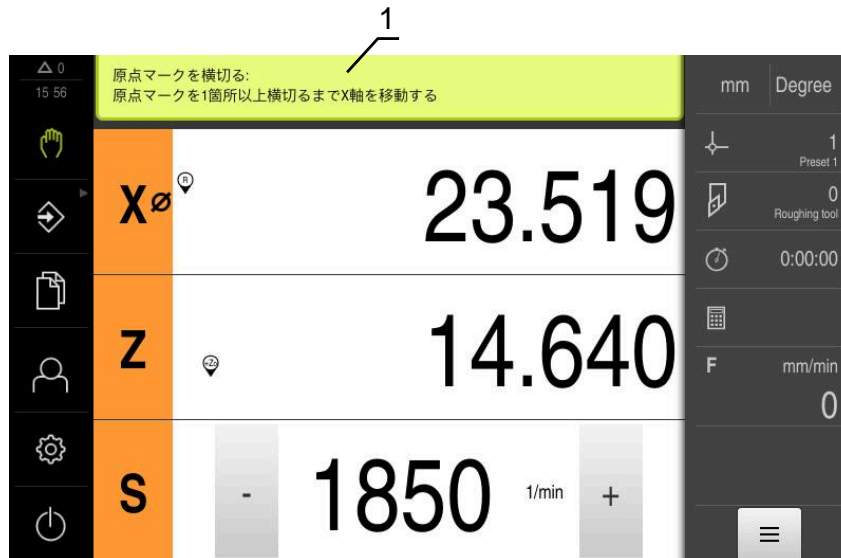 1
0
15 56
原点マークを横切る:
原点マークを1箇所以上横切るまでX軸を移動する
mm Degree
X⌀ R 23.519
1
Preset 1
0
Roughing tool
0:00:00
Z +Zo 14.640
F mm/min
0
S - 1850 1/min +